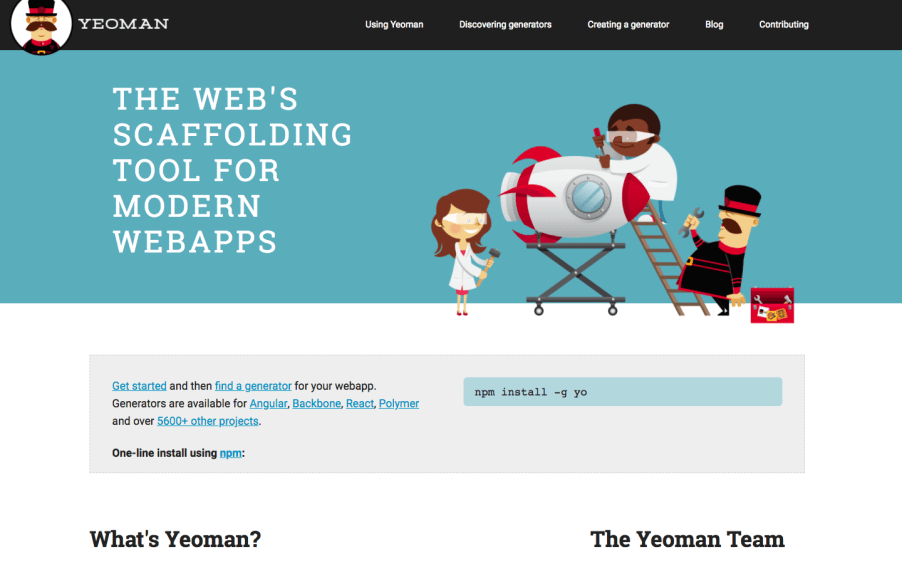 YEOMAN
Using Yeoman Discovering generators Creating a generator Blog Contributing
THE WEB'S
SCAFFOLDING
TOOL FOR
MODERN
WEBAPPS
Get started and then find a generator for your webapp.
Generators are available for Angular, Backbone, React, Polymer
and over 5600+ other projects.
One-line install using npm:
npm install -g yo
What's Yeoman?
The Yeoman Team